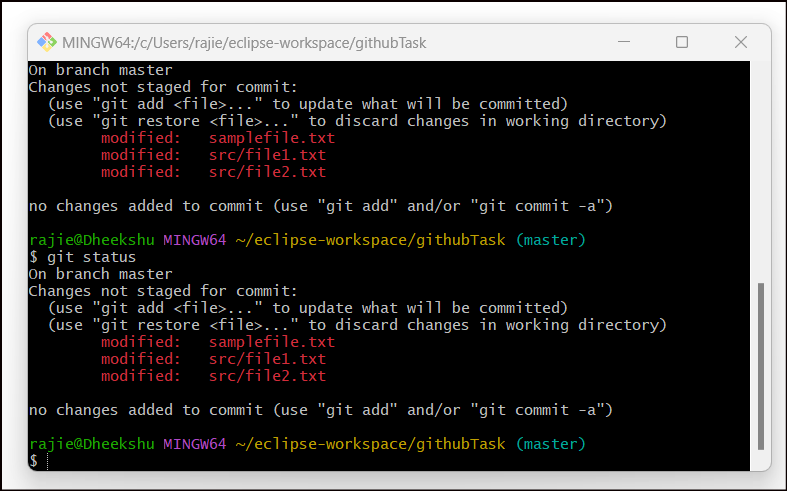 MINGW64:/c/Users/rajie/eclipse-workspace/githubTask
On branch master
Changes not staged for commit:
  (use "git add <file>..." to update what will be committed)
  (use "git restore <file>..." to discard changes in working directory)
        modified:   samplefile.txt
        modified:   src/file1.txt
        modified:   src/file2.txt

no changes added to commit (use "git add" and/or "git commit -a")

rajie@Dheekshu MINGW64 ~/eclipse-workspace/githubTask (master)
$ git status
On branch master
Changes not staged for commit:
  (use "git add <file>..." to update what will be committed)
  (use "git restore <file>..." to discard changes in working directory)
        modified:   samplefile.txt
        modified:   src/file1.txt
        modified:   src/file2.txt

no changes added to commit (use "git add" and/or "git commit -a")

rajie@Dheekshu MINGW64 ~/eclipse-workspace/githubTask (master)
$